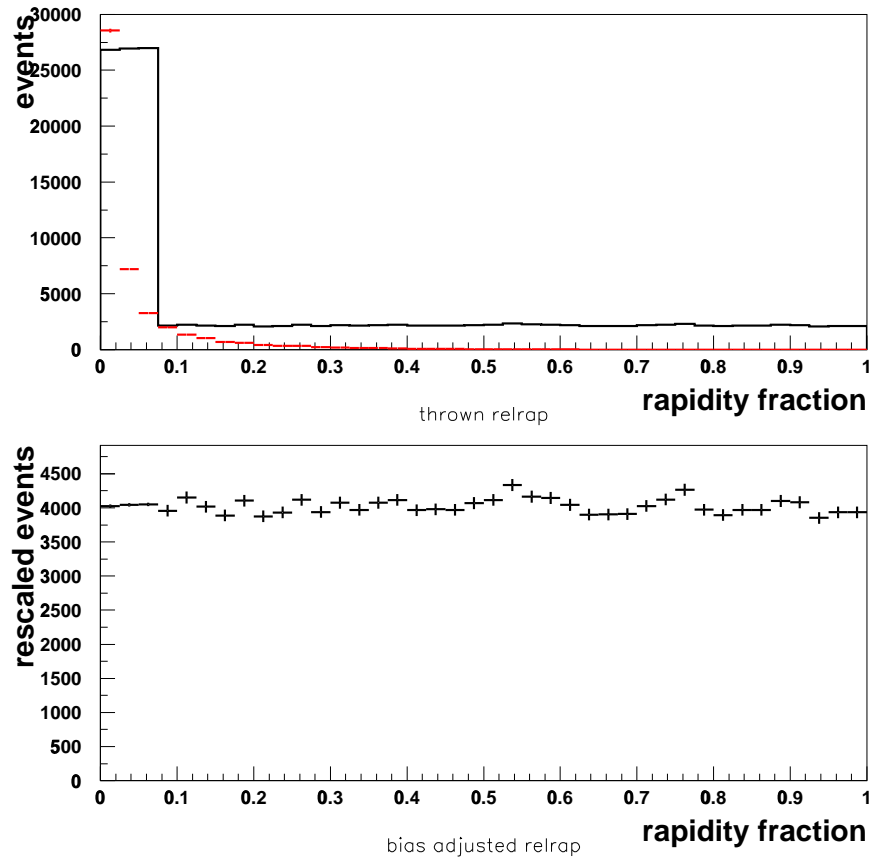 events
30000
25000
20000
15000
10000
5000
0
0 0.1 0.2 0.3 0.4 0.5 0.6 0.7 0.8 0.9 1
rapidity fraction
thrown relrap
rescaled events
4500
4000
3500
3000
2500
2000
1500
1000
500
0
0 0.1 0.2 0.3 0.4 0.5 0.6 0.7 0.8 0.9 1
rapidity fraction
bias adjusted relrap